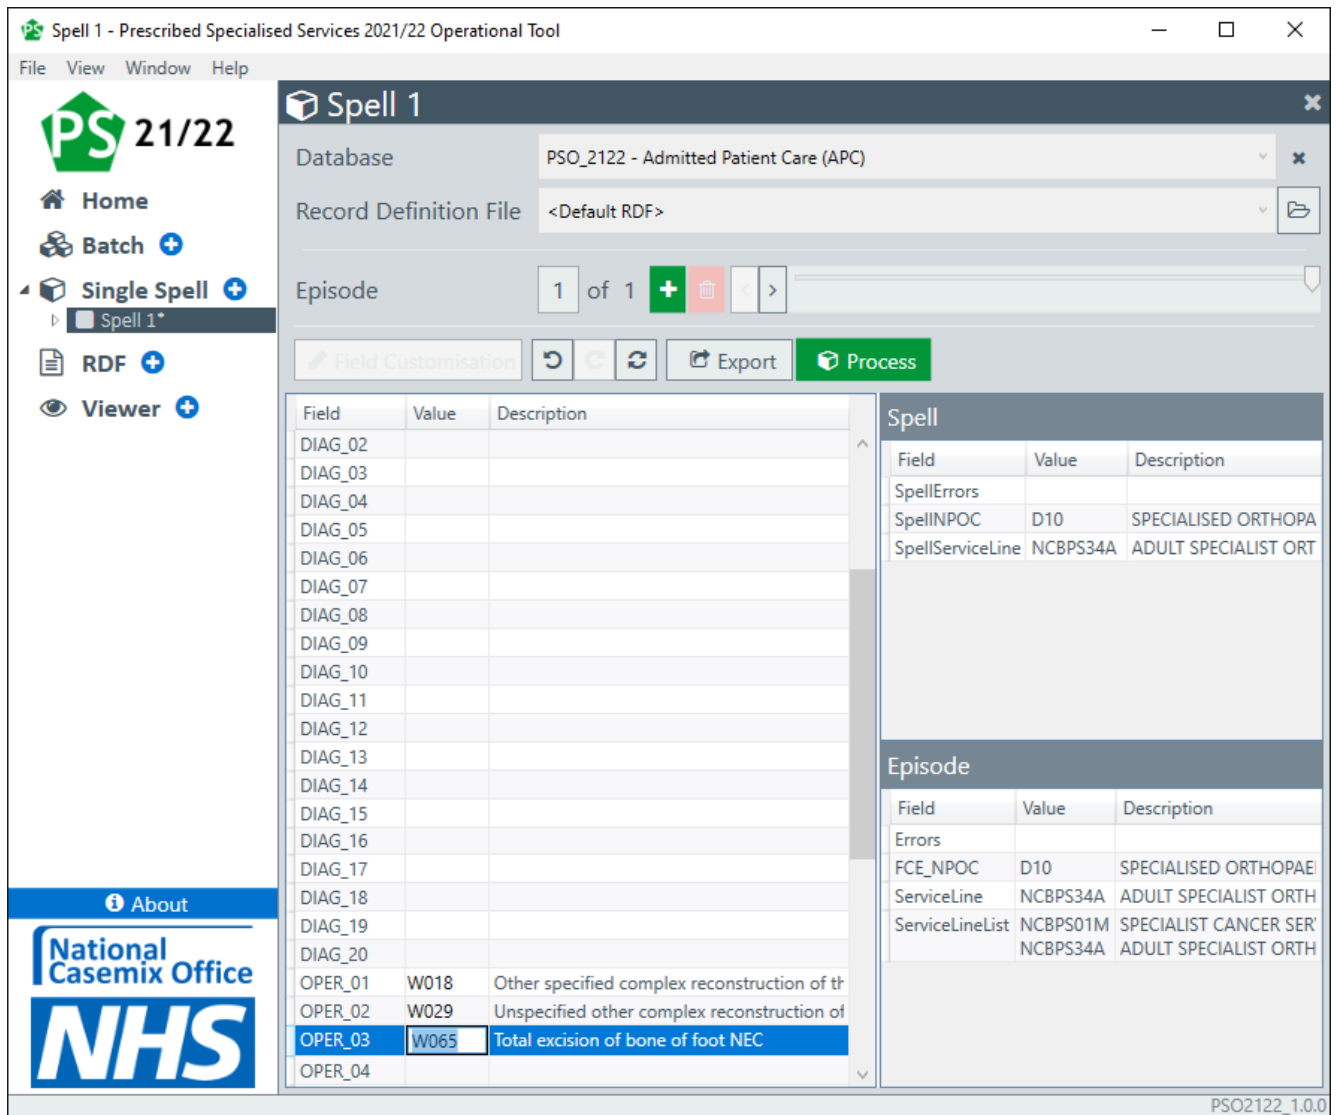 PS Spell 1 - Prescribed Specialised Services 2021/22 Operational Tool
File View Window Help
PS 21/22
Home
Batch
Single Spell
Spell 1*
RDF
Viewer
About
National
Casemix Office
NHS
Spell 1
Database PSO_2122 - Admitted Patient Care (APC)
Record Definition File <Default RDF>
Episode 1 of 1
Field Customisation Export Process
Field Value Description
DIAG_02
DIAG_03
DIAG_04
DIAG_05
DIAG_06
DIAG_07
DIAG_08
DIAG_09
DIAG_10
DIAG_11
DIAG_12
DIAG_13
DIAG_14
DIAG_15
DIAG_16
DIAG_17
DIAG_18
DIAG_19
DIAG_20
OPER_01 W018 Other specified complex reconstruction of th
OPER_02 W029 Unspecified other complex reconstruction of
OPER_03 W065 Total excision of bone of foot NEC
OPER_04
Spell
Field Value Description
SpellErrors
SpellNPOC D10 SPECIALISED ORTHOPA
SpellServiceLine NCBPS34A ADULT SPECIALIST ORT
Episode
Field Value Description
Errors
FCE_NPOC D10 SPECIALISED ORTHOPAE
ServiceLine NCBPS34A ADULT SPECIALIST ORTH
ServiceLineList NCBPS01M SPECIALIST CANCER SER
NCBPS34A ADULT SPECIALIST ORTH
PSO2122_1.0.0